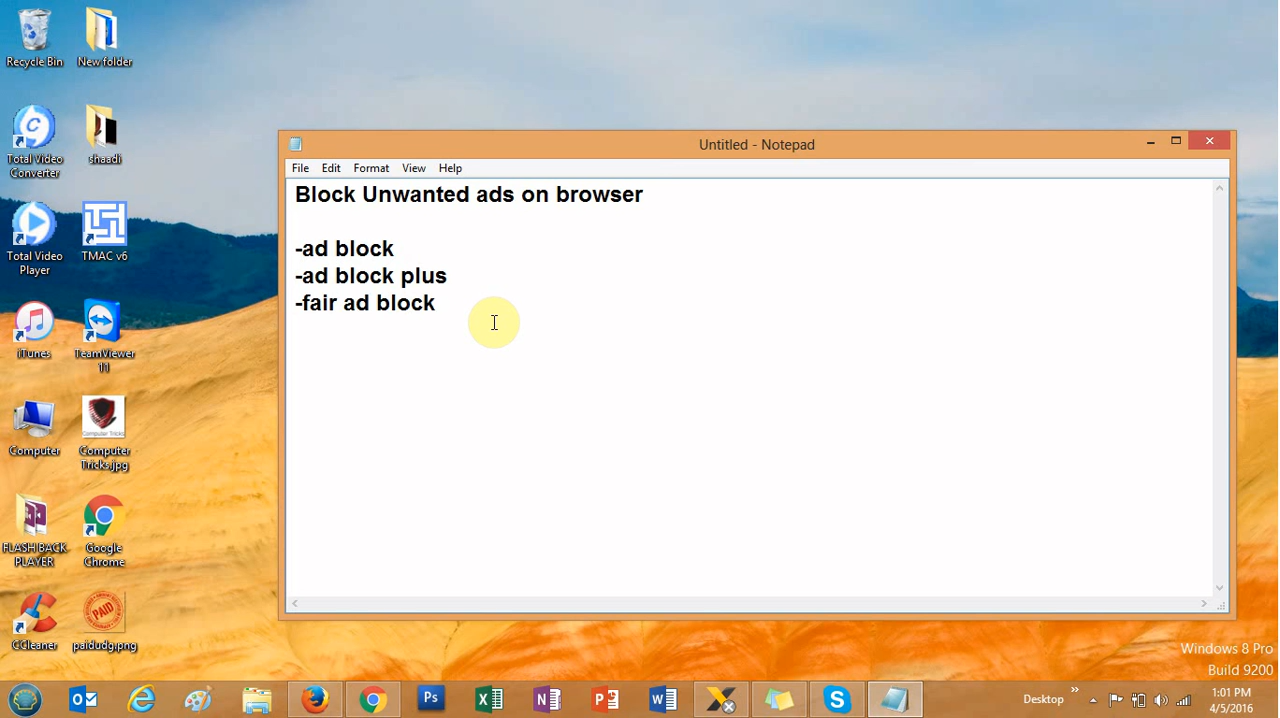 Recycle Bin
New folder
Total Video Converter
shaadi
Total Video Player
TMAC v6
iTunes
TeamViewer 11
Computer
Computer Tricks.jpg
FLASH BACK PLAYER
Google Chrome
CCleaner
paidudg.png
Untitled - Notepad
File Edit Format View Help
Block Unwanted ads on browser
-ad block
-ad block plus
-fair ad block
Windows 8 Pro
Build 9200
Desktop
1:01 PM
4/5/2016